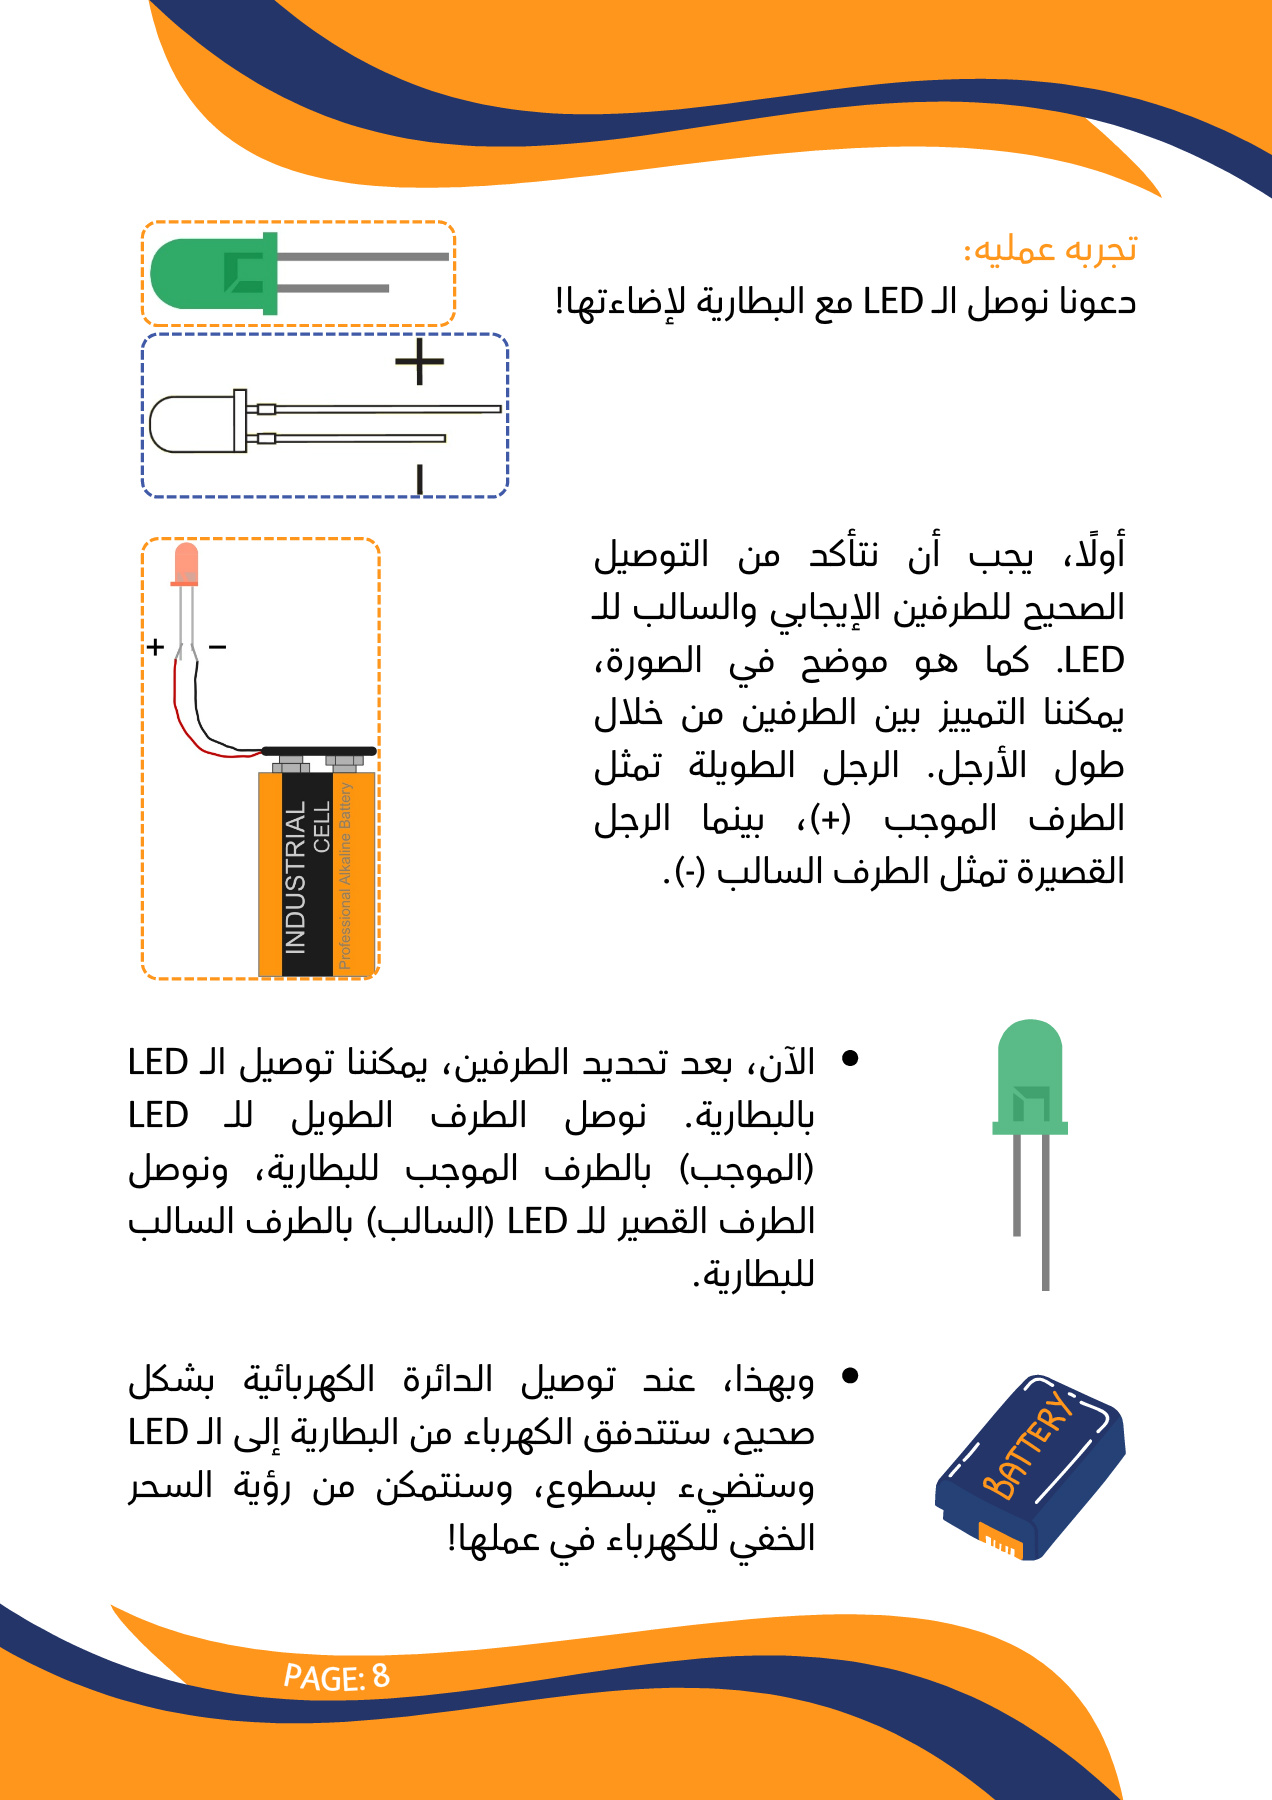 تجربه عمليه:
دعونا نوصل الـ LED مع البطارية لإضاءتها!
+
-
أولًا، يجب أن نتأكد من التوصيل
الصحيح للطرفين الإيجابي والسالب للـ
LED. كما هو موضح في الصورة،
يمكننا التمييز بين الطرفين من خلال
طول الأرجل. الرجل الطويلة تمثل
الطرف الموجب (+)، بينما الرجل
القصيرة تمثل الطرف السالب (-).
+ −
INDUSTRIAL
CELL
Professional Alkaline Battery
• الآن، بعد تحديد الطرفين، يمكننا توصيل الـ LED
بالبطارية. نوصل الطرف الطويل للـ LED
(الموجب) بالطرف الموجب للبطارية، ونوصل
الطرف القصير للـ LED (السالب) بالطرف السالب
للبطارية.
• وبهذا، عند توصيل الدائرة الكهربائية بشكل
صحيح، ستتدفق الكهرباء من البطارية إلى الـ LED
وستضيء بسطوع، وسنتمكن من رؤية السحر
الخفي للكهرباء في عملها!
BATTERY
PAGE: 8